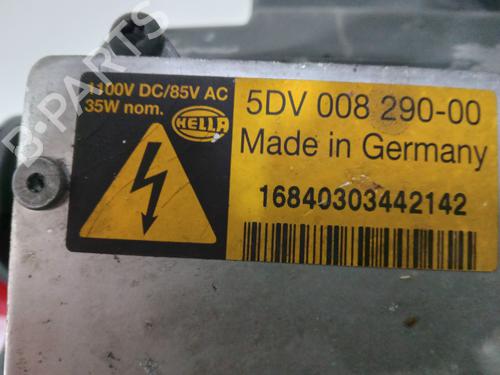 1100V DC/85V AC
35W nom.
HELLA
5DV 008 290-00
Made in Germany
16840303442142
B-PARTS